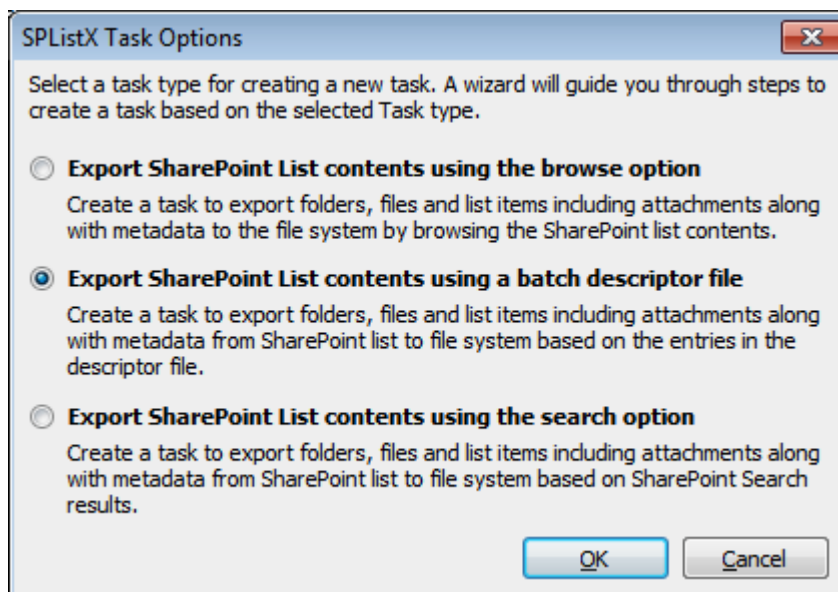 SPListX Task Options
Select a task type for creating a new task. A wizard will guide you through steps to
create a task based on the selected Task type.
Export SharePoint List contents using the browse option
Create a task to export folders, files and list items including attachments along
with metadata to the file system by browsing the SharePoint list contents.
Export SharePoint List contents using a batch descriptor file
Create a task to export folders, files and list items including attachments along
with metadata from SharePoint list to file system based on the entries in the
descriptor file.
Export SharePoint List contents using the search option
Create a task to export folders, files and list items including attachments along
with metadata from SharePoint list to file system based on SharePoint Search
results.
OK Cancel